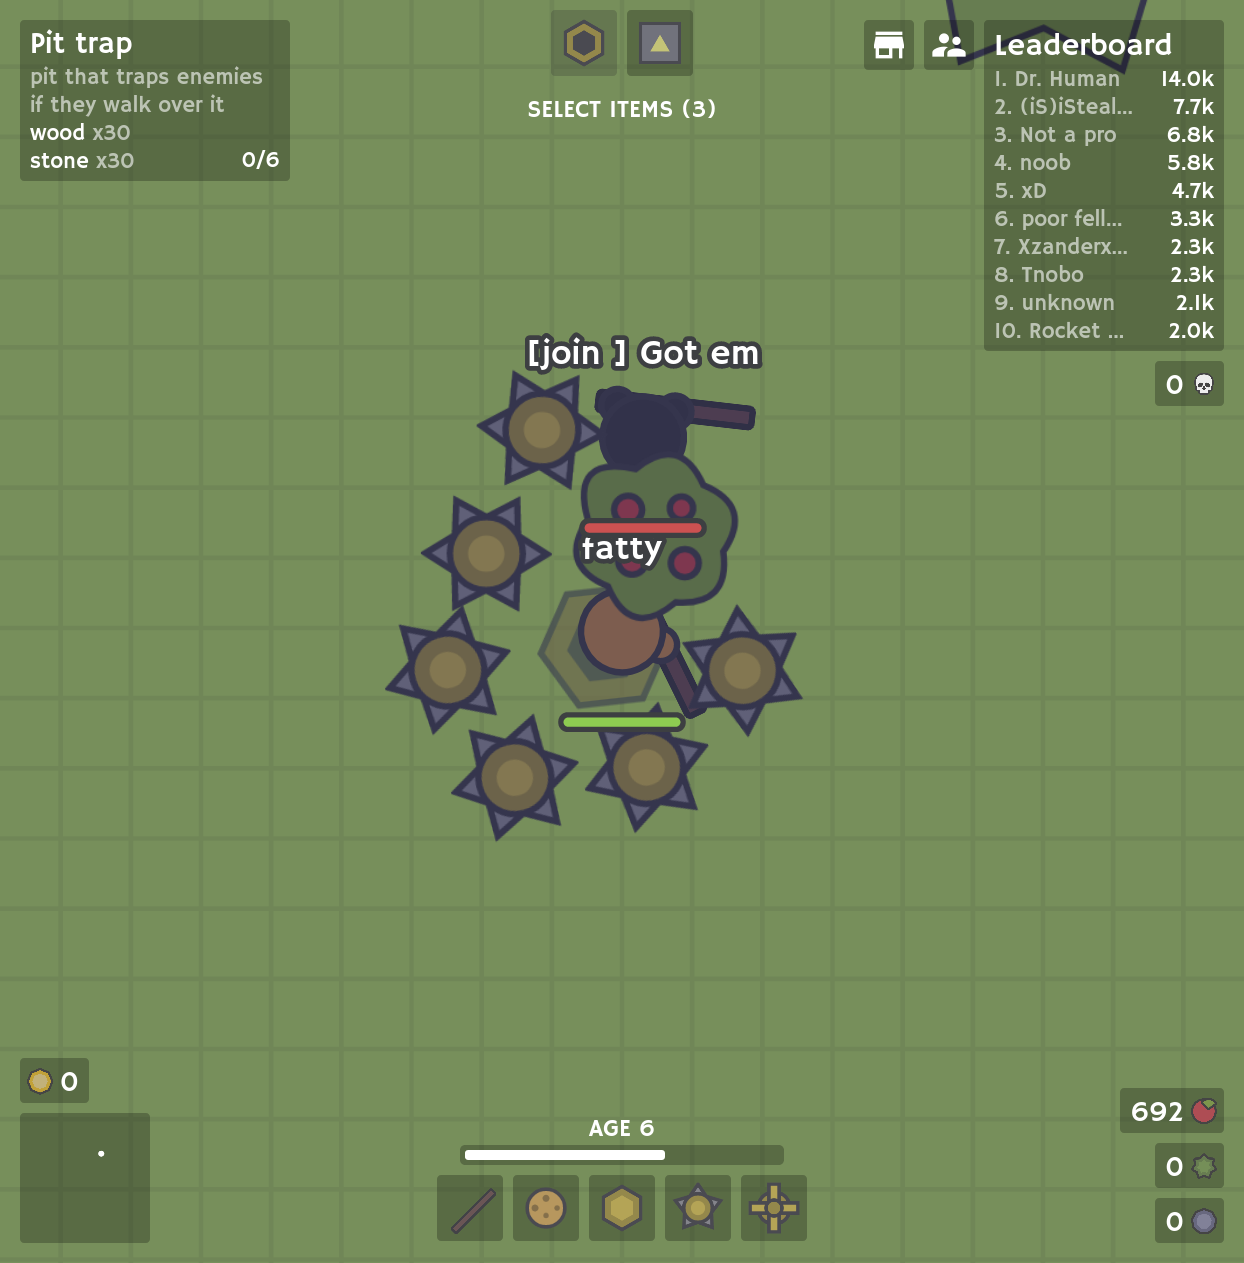 Pit trap
pit that traps enemies
if they walk over it
wood x30
stone x30 0/6
SELECT ITEMS (3)
Leaderboard
1. Dr. Human 14.0k
2. (iS)iSteal... 7.7k
3. Not a pro 6.8k
4. noob 5.8k
5. xD 4.7k
6. poor fell... 3.3k
7. Xzanderx... 2.3k
8. Tnobo 2.3k
9. unknown 2.1k
10. Rocket ... 2.0k
0
[join ] Got em
fatty
0
AGE 6
692
0
0